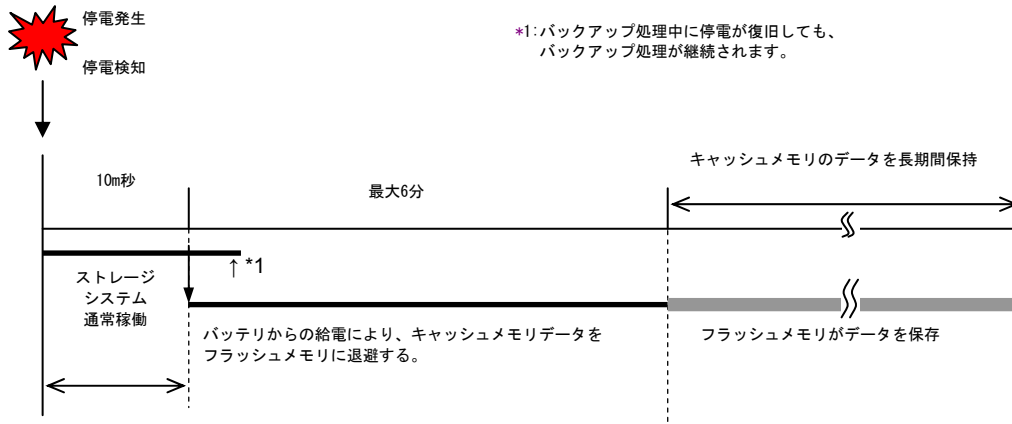 停電発生
停電検知
*1:バックアップ処理中に停電が復旧しても、
バックアップ処理が継続されます。
キャッシュメモリのデータを長期間保持
10m秒
最大6分
↑ *1
ストレージ
システム
通常稼働
バッテリからの給電により、キャッシュメモリデータを
フラッシュメモリに退避する。
フラッシュメモリがデータを保存